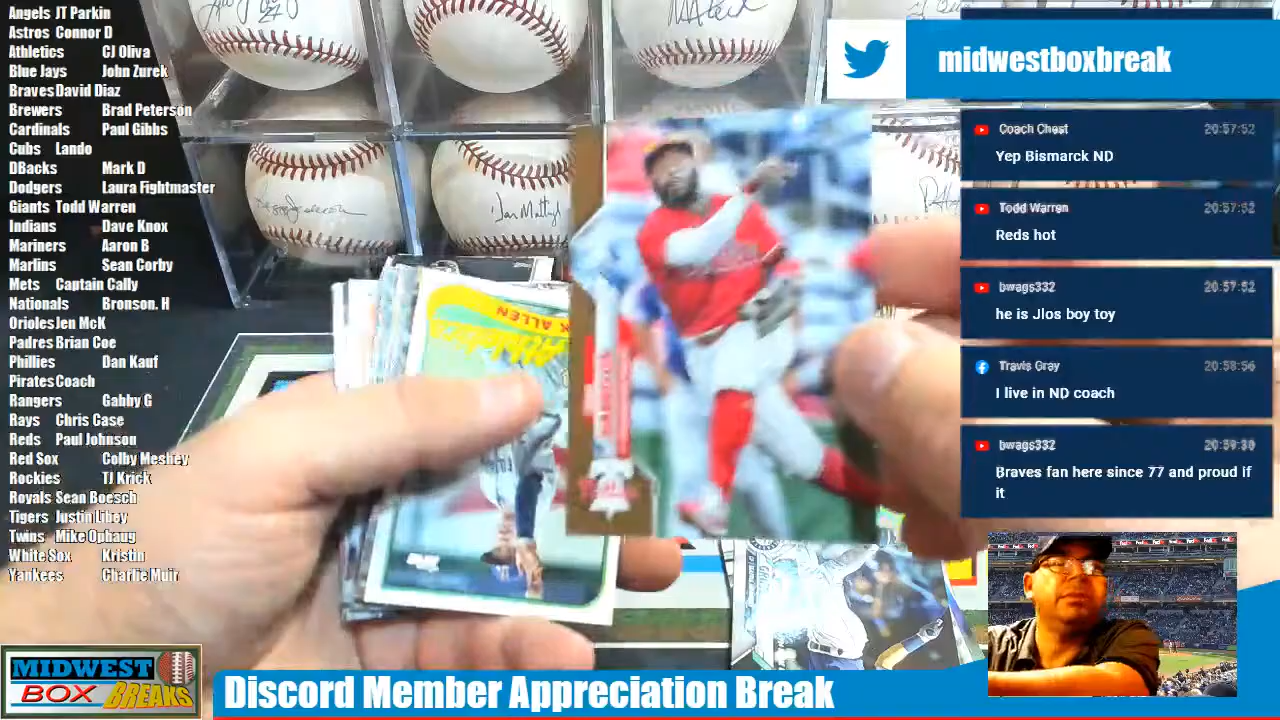 Angels JT Parkin
Astros Connor D
Athletics CJ Oliva
Blue Jays John Zurek
Braves David Diaz
Brewers Brad Peterson
Cardinals Paul Gibbs
Cubs Lando
DBacks Mark D
Dodgers Laura Fightmaster
Giants Todd Warren
Indians Dave Knox
Mariners Aaron B
Marlins Sean Corby
Mets Captain Cally
Nationals Bronson. H
Orioles Jen McK
Padres Brian Coe
Phillies Dan Kauf
Pirates Coach
Rangers Gabby G
Rays Chris Case
Reds Paul Johnson
Red Sox Colby Meshey
Rockies TJ Krick
Royals Sean Boesch
Tigers Justin Libey
Twins Mike Ophaug
White Sox Kristin
Yankees Charlie Muir
MIDWEST
BOX BREAKS
Discord Member Appreciation Break
ALLEN
Athletics
midwestboxbreak
Coach Chest 20:57:52
Yep Bismarck ND
Todd Warren 20:57:52
Reds hot
bwags332 20:57:52
he is Jlos boy toy
Travis Gray 20:58:56
I live in ND coach
bwags332 20:59:39
Braves fan here since 77 and proud if
it